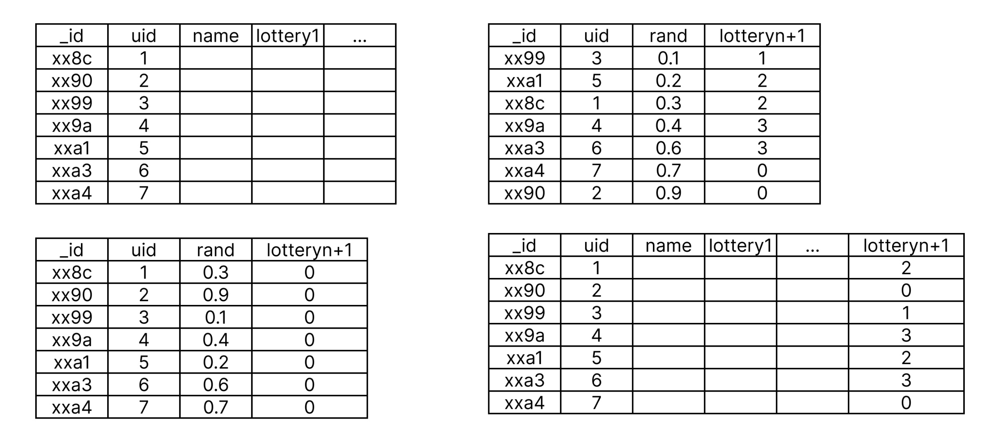 _id uid name lottery1 ...
xx8c 1
xx90 2
xx99 3
xx9a 4
xxa1 5
xxa3 6
xxa4 7
_id uid rand lotteryn+1
xx99 3 0.1 1
xxa1 5 0.2 2
xx8c 1 0.3 2
xx9a 4 0.4 3
xxa3 6 0.6 3
xxa4 7 0.7 0
xx90 2 0.9 0
_id uid rand lotteryn+1
xx8c 1 0.3 0
xx90 2 0.9 0
xx99 3 0.1 0
xx9a 4 0.4 0
xxa1 5 0.2 0
xxa3 6 0.6 0
xxa4 7 0.7 0
_id uid name lottery1 ... lotteryn+1
xx8c 1 2
xx90 2 0
xx99 3 1
xx9a 4 3
xxa1 5 2
xxa3 6 3
xxa4 7 0